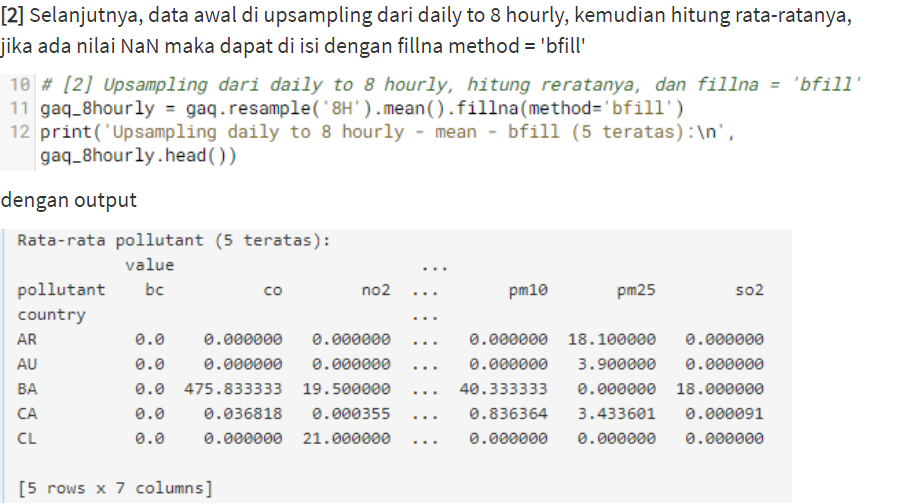 [2] Selanjutnya, data awal di upsampling dari daily to 8 hourly, kemudian hitung rata-ratanya,
jika ada nilai NaN maka dapat di isi dengan fillna method = 'bfill'
10 # [2] Upsampling dari daily to 8 hourly, hitung reratanya, dan fillna = 'bfill'
11 gaq_8hourly = gaq.resample('8H').mean().fillna(method='bfill')
12 print('Upsampling daily to 8 hourly - mean - bfill (5 teratas):\n',
gaq_8hourly.head())
dengan output
Rata-rata pollutant (5 teratas):
value ...
pollutant bc co no2 ... pm10 pm25 so2
country ...
AR 0.0 0.000000 0.000000 ... 0.000000 18.100000 0.000000
AU 0.0 0.000000 0.000000 ... 0.000000 3.900000 0.000000
BA 0.0 475.833333 19.500000 ... 40.333333 0.000000 18.000000
CA 0.0 0.036818 0.000355 ... 0.836364 3.433601 0.000091
CL 0.0 0.000000 21.000000 ... 0.000000 0.000000 0.000000
[5 rows x 7 columns]